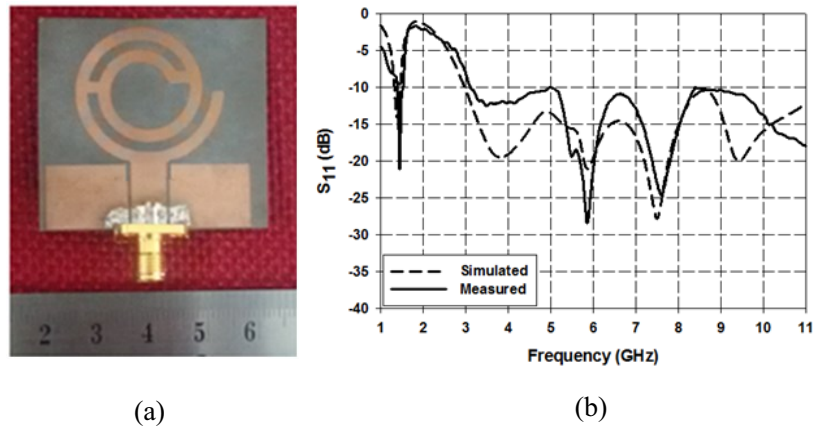 2 3 4 5 6
(a)
0
-5
-10
-15
-20
-25
-30
-35
-40
S11 (dB)
Simulated
Measured
1 2 3 4 5 6 7 8 9 10 11
Frequency (GHz)
(b)